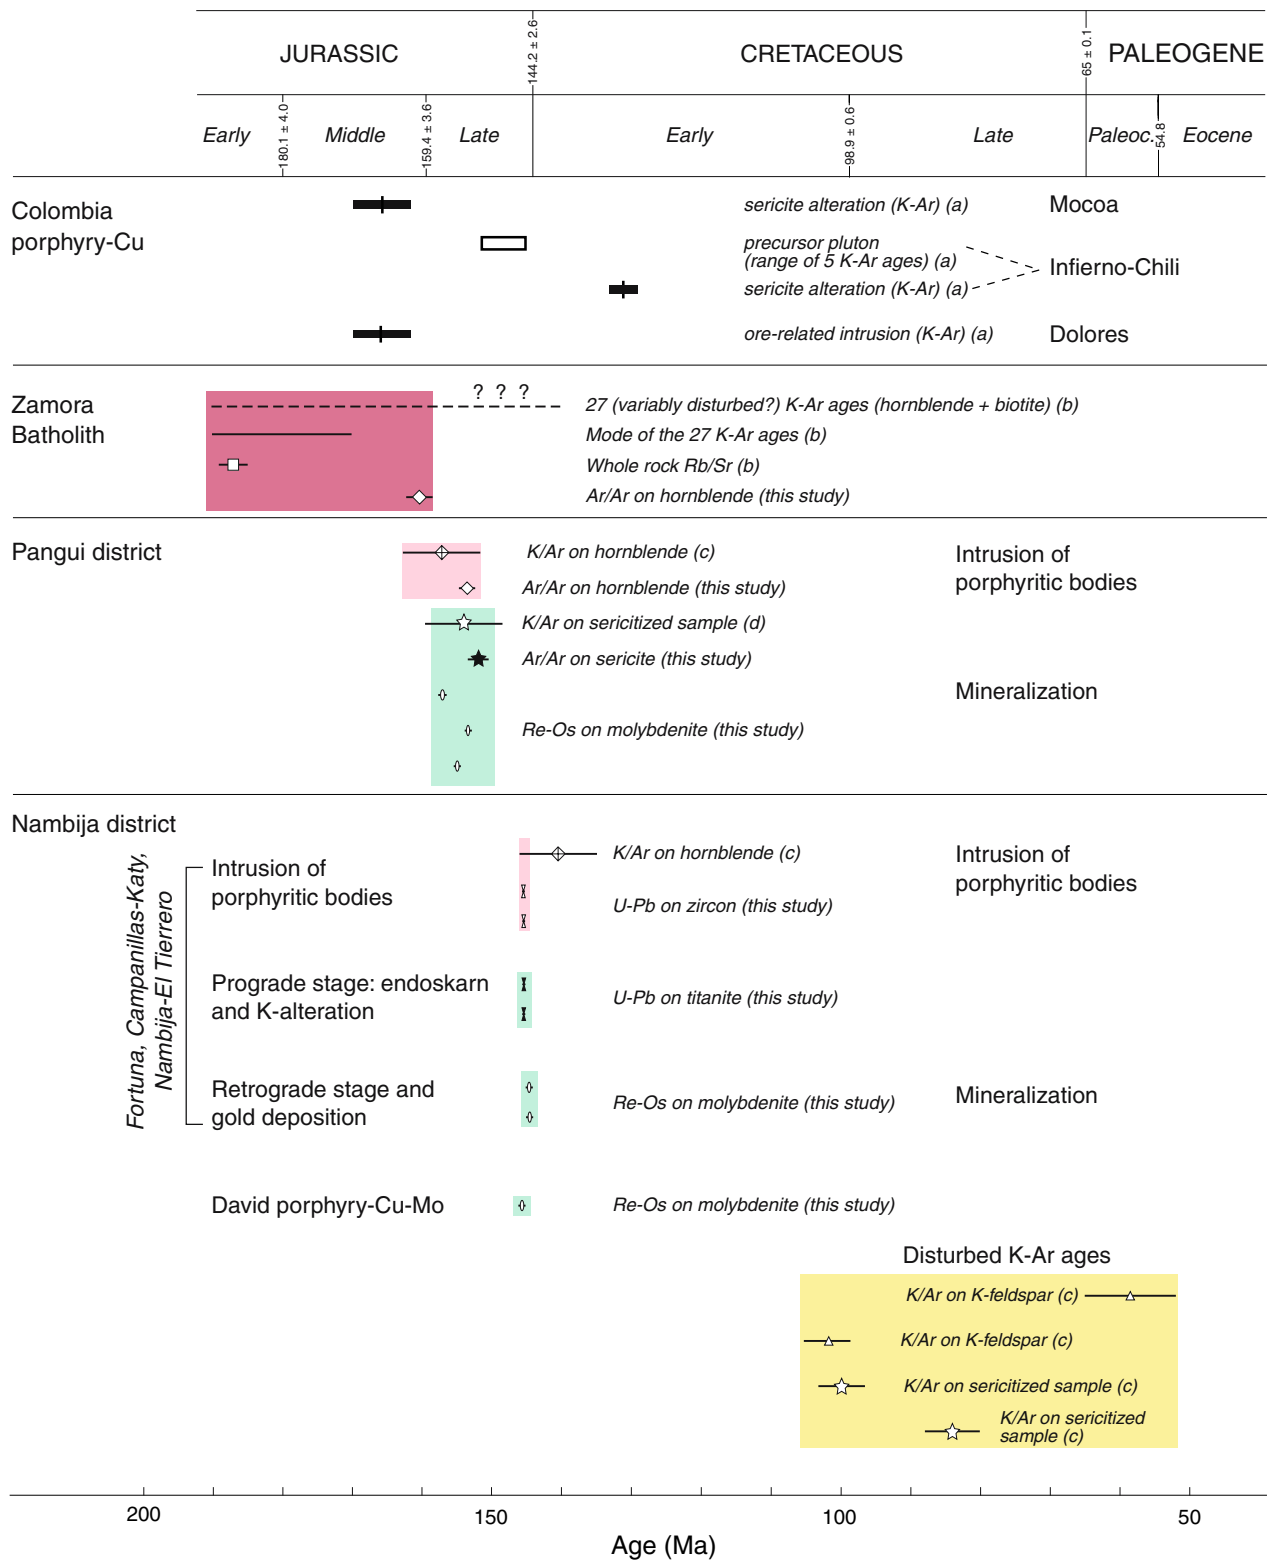 JURASSIC
144.2 ± 2.6
CRETACEOUS
65 ± 0.1
PALEOGENE
Early
180.1 ± 4.0
Middle
159.4 ± 3.6
Late
Early
98.9 ± 0.6
Late
Paleoc.
54.8
Eocene
Colombia
porphyry-Cu
sericite alteration (K-Ar) (a)
Mocoa
precursor pluton
(range of 5 K-Ar ages) (a)
Infierno-Chili
sericite alteration (K-Ar) (a)
ore-related intrusion (K-Ar) (a)
Dolores
Zamora
Batholith
? ? ?
27 (variably disturbed?) K-Ar ages (hornblende + biotite) (b)
Mode of the 27 K-Ar ages (b)
Whole rock Rb/Sr (b)
Ar/Ar on hornblende (this study)
Pangui district
K/Ar on hornblende (c)
Ar/Ar on hornblende (this study)
Intrusion of
porphyritic bodies
K/Ar on sericitized sample (d)
Ar/Ar on sericite (this study)
Mineralization
Re-Os on molybdenite (this study)
Nambija district
Fortuna, Campanillas-Katy,
Nambija-El Tierrero
Intrusion of
porphyritic bodies
K/Ar on hornblende (c)
U-Pb on zircon (this study)
Intrusion of
porphyritic bodies
Prograde stage: endoskarn
and K-alteration
U-Pb on titanite (this study)
Retrograde stage and
gold deposition
Re-Os on molybdenite (this study)
Mineralization
David porphyry-Cu-Mo
Re-Os on molybdenite (this study)
Disturbed K-Ar ages
K/Ar on K-feldspar (c)
K/Ar on K-feldspar (c)
K/Ar on sericitized sample (c)
K/Ar on sericitized
sample (c)
200
150
100
50
Age (Ma)